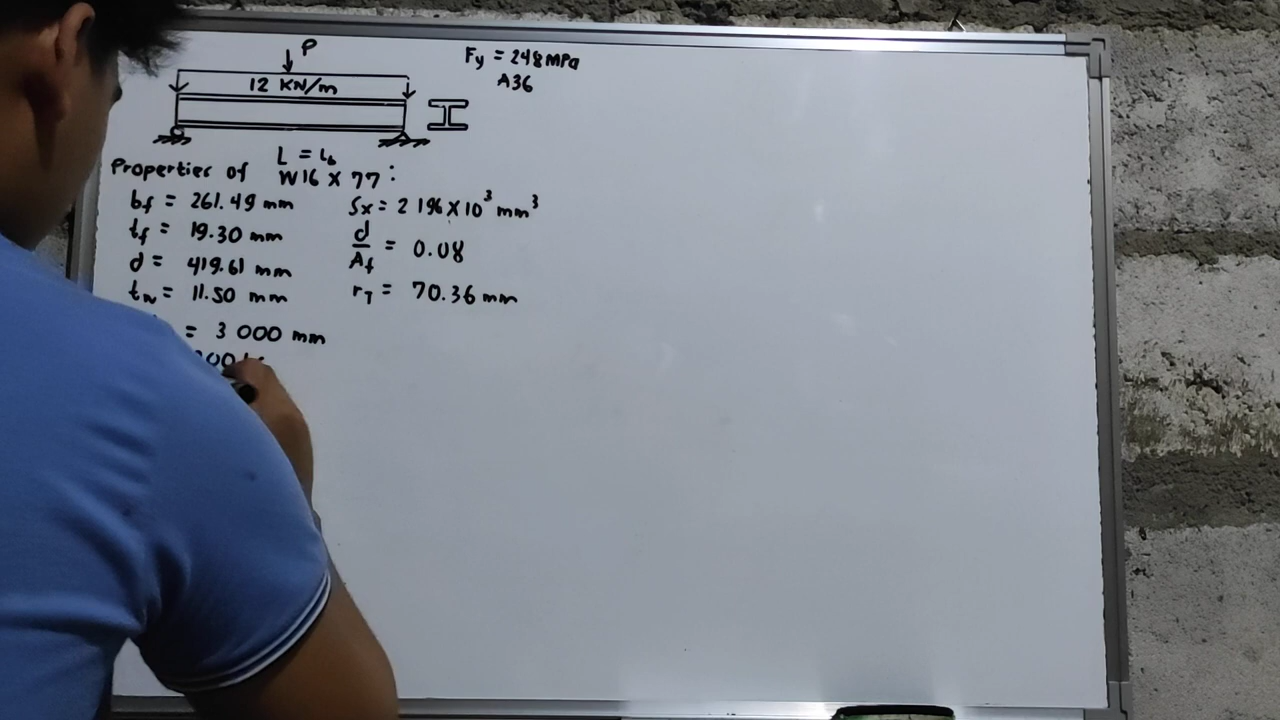 P
12 KN/m
Fy = 248 MPa
A36
L = Lb
Properties of W16 X 77 :
bf = 261.49 mm
tf = 19.30 mm
d = 419.61 mm
tw = 11.50 mm
Sx = 2 196 X 10³ mm³
d/Af = 0.08
rT = 70.36 mm
= 3 000 mm